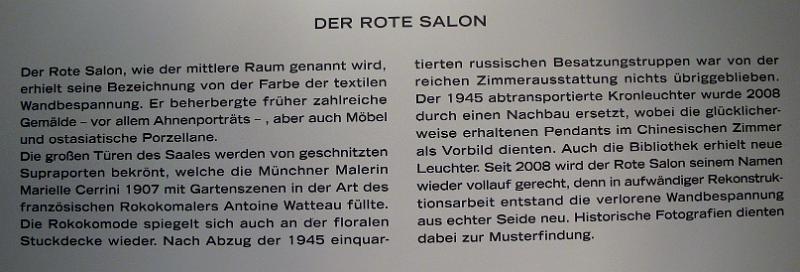 DER ROTE SALON
Der Rote Salon, wie der mittlere Raum genannt wird,
erhielt seine Bezeichnung von der Farbe der textilen
Wandbespannung. Er beherbergte früher zahlreiche
Gemälde – vor allem Ahnenporträts – , aber auch Möbel
und ostasiatische Porzellane.
Die großen Türen des Saales werden von geschnitzten
Supraporten bekrönt, welche die Münchner Malerin
Marielle Cerrini 1907 mit Gartenszenen in der Art des
französischen Rokokomalers Antoine Watteau füllte.
Die Rokokomode spiegelt sich auch an der floralen
Stuckdecke wieder. Nach Abzug der 1945 einquar-
tierten russischen Besatzungstruppen war von der
reichen Zimmerausstattung nichts übriggeblieben.
Der 1945 abtransportierte Kronleuchter wurde 2008
durch einen Nachbau ersetzt, wobei die glücklicher-
weise erhaltenen Pendants im Chinesischen Zimmer
als Vorbild dienten. Auch die Bibliothek erhielt neue
Leuchter. Seit 2008 wird der Rote Salon seinem Namen
wieder vollauf gerecht, denn in aufwändiger Rekonstruk-
tionsarbeit entstand die verlorene Wandbespannung
aus echter Seide neu. Historische Fotografien dienten
dabei zur Musterfindung.